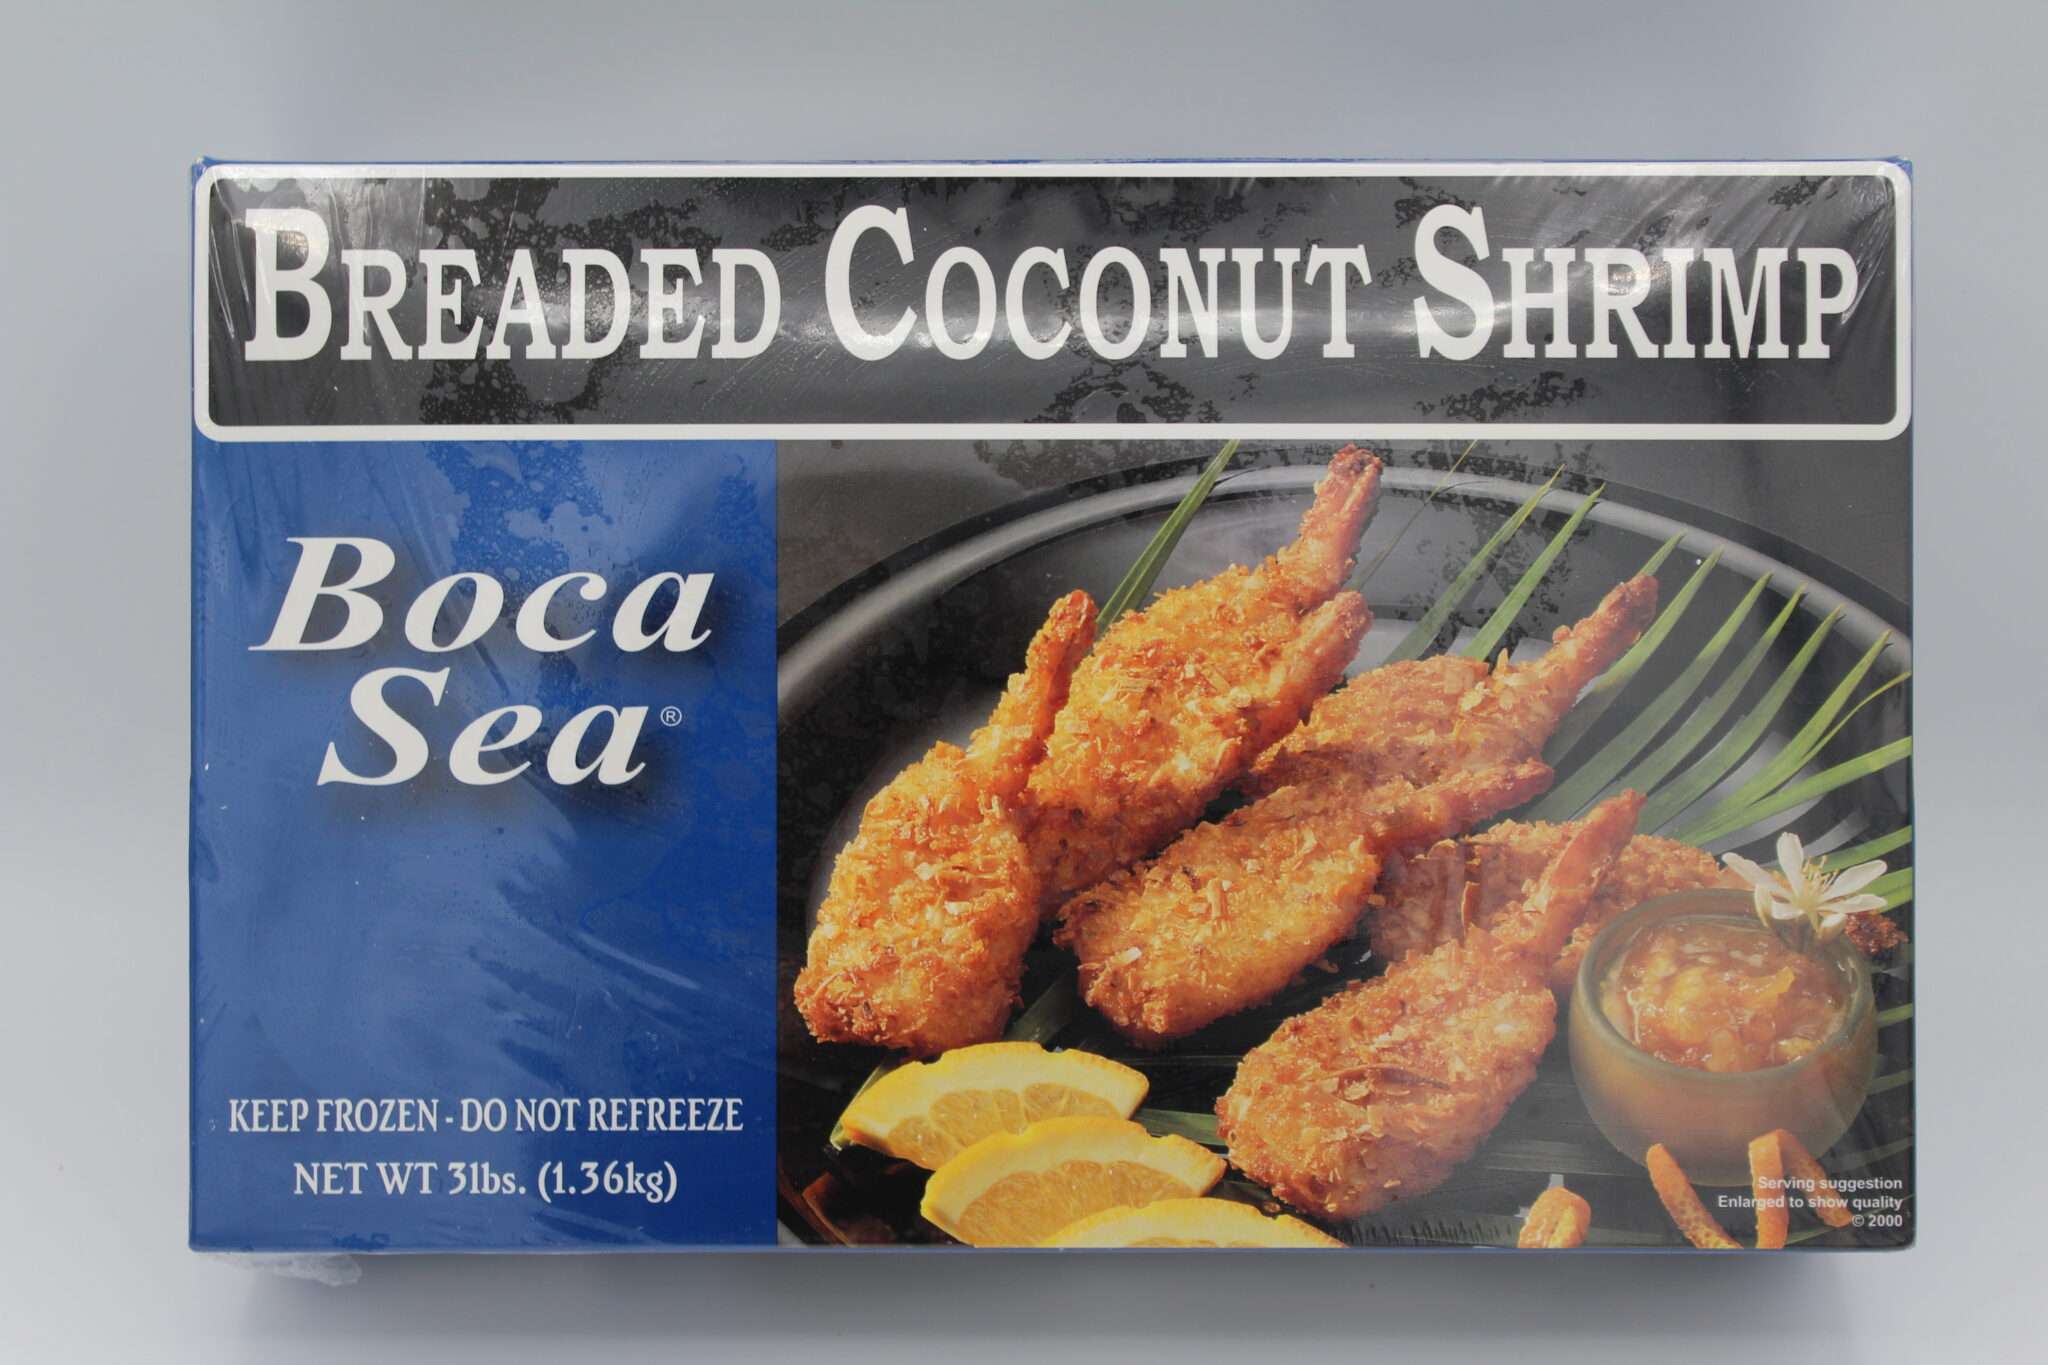 BREADED COCONUT SHRIMP
Boca
Sea®
KEEP FROZEN - DO NOT REFREEZE
NET WT 3lbs. (1.36kg)
Serving suggestion
Enlarged to show quality
© 2000